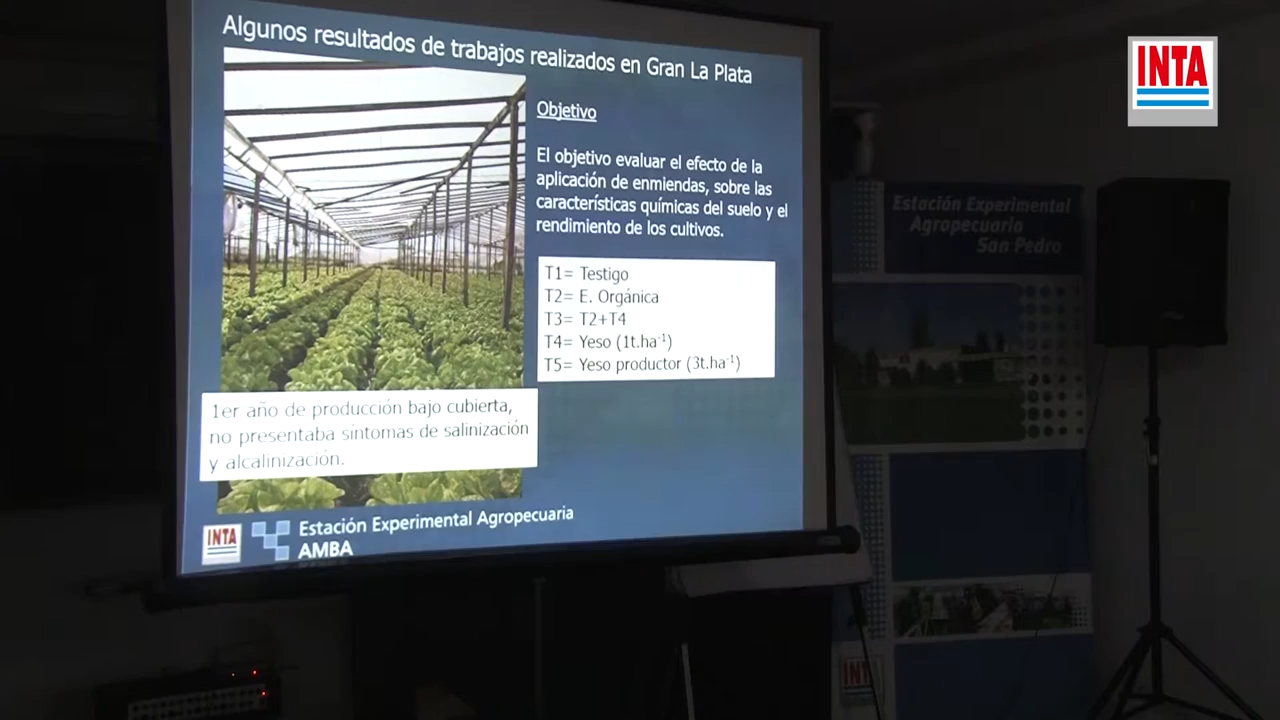 Algunos resultados de trabajos realizados en Gran La Plata
Objetivo
El objetivo evaluar el efecto de la
aplicación de enmiendas, sobre las
características químicas del suelo y el
rendimiento de los cultivos.
T1= Testigo
T2= E. Orgánica
T3= T2+T4
T4= Yeso (1t.ha⁻¹)
T5= Yeso productor (3t.ha⁻¹)
1er año de producción bajo cubierta,
no presentaba síntomas de salinización
y alcalinización.
INTA
Estación Experimental Agropecuaria
AMBA
INTA
Estación Experimental
Agropecuaria
San Pedro
INTA